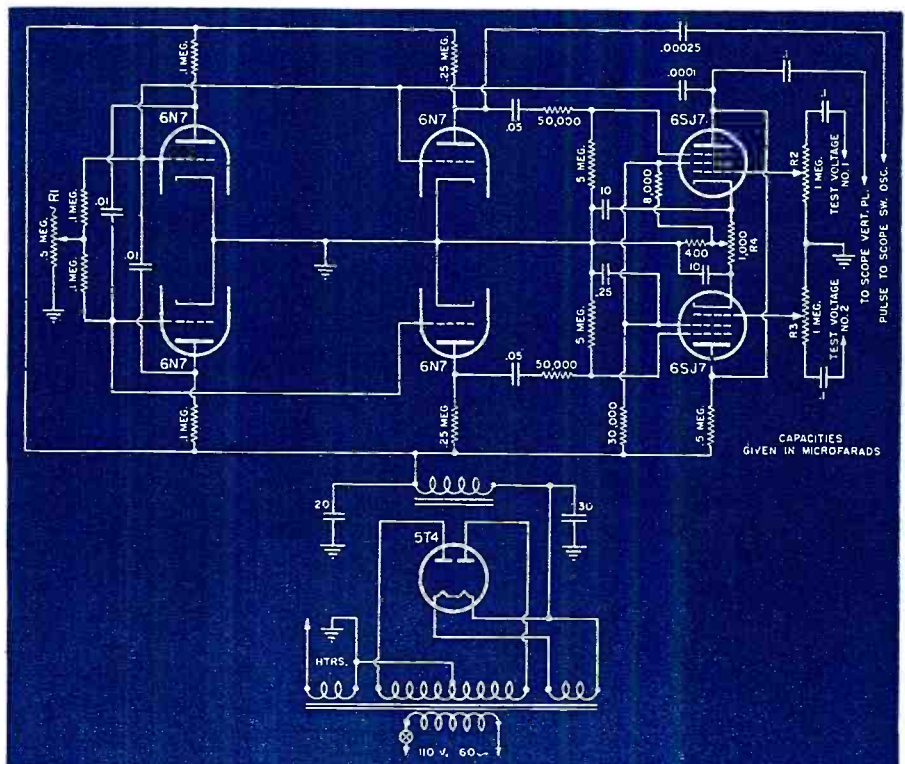 .1 MEG.
.25 MEG.
.00025
.0001
.1
6N7
6N7
.05
50,000
6SJ7
.1
R2
1 MEG.
TEST VOLTAGE
NO. 1
.5 MEG.
R1
.1 MEG.
.1 MEG.
.01
.01
.5 MEG.
10
8,000
400
1,000
R4
10
.25
.5 MEG.
TO SCOPE VERT. PL.
PULSE TO SCOPE SW. OSC.
6N7
6N7
.05
50,000
6SJ7
R3
1 MEG.
TEST VOLTAGE
NO. 2
.1
.1 MEG.
.25 MEG.
30,000
.5 MEG.
CAPACITIES
GIVEN IN MICROFARADS
20
30
5T4
HTRS.
110 V. 60~